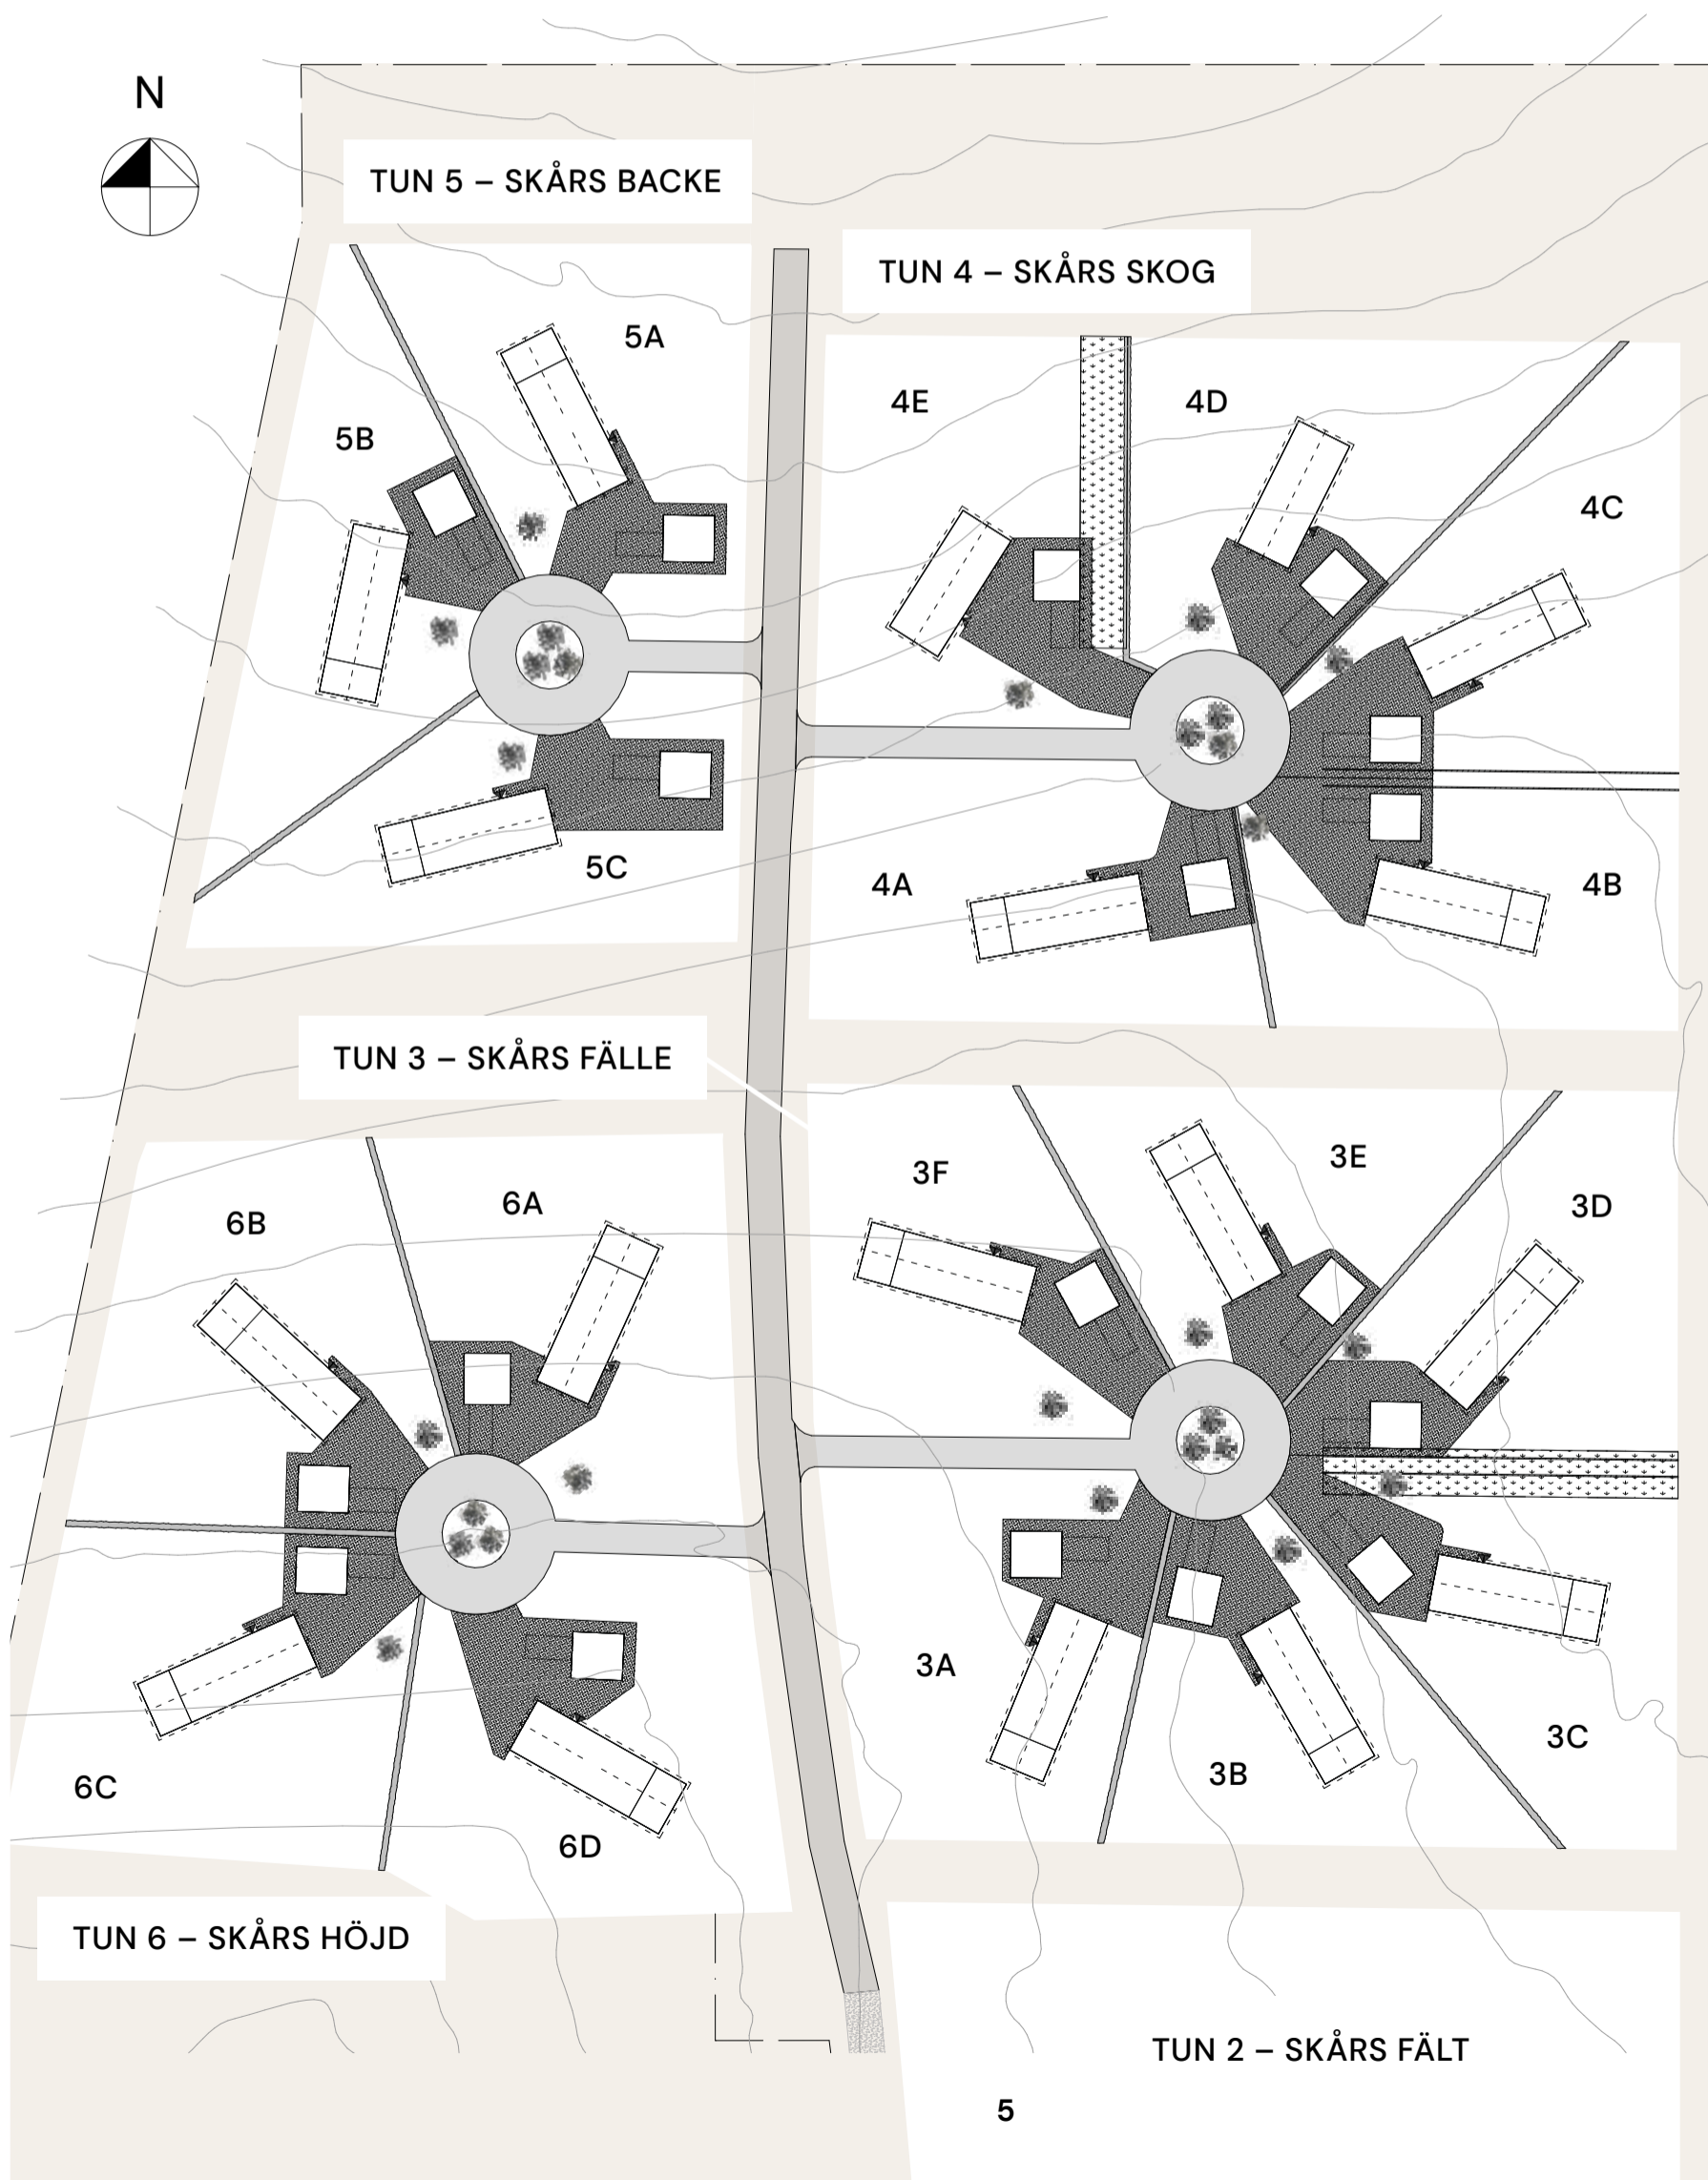 N
TUN 5 – SKÅRS BACKE
TUN 4 – SKÅRS SKOG
5A
5B
4E
4D
4C
5C
4A
4B
TUN 3 – SKÅRS FÄLLE
3F
3E
3D
6B
6A
3A
3B
3C
6C
6D
TUN 6 – SKÅRS HÖJD
TUN 2 – SKÅRS FÄLT
5